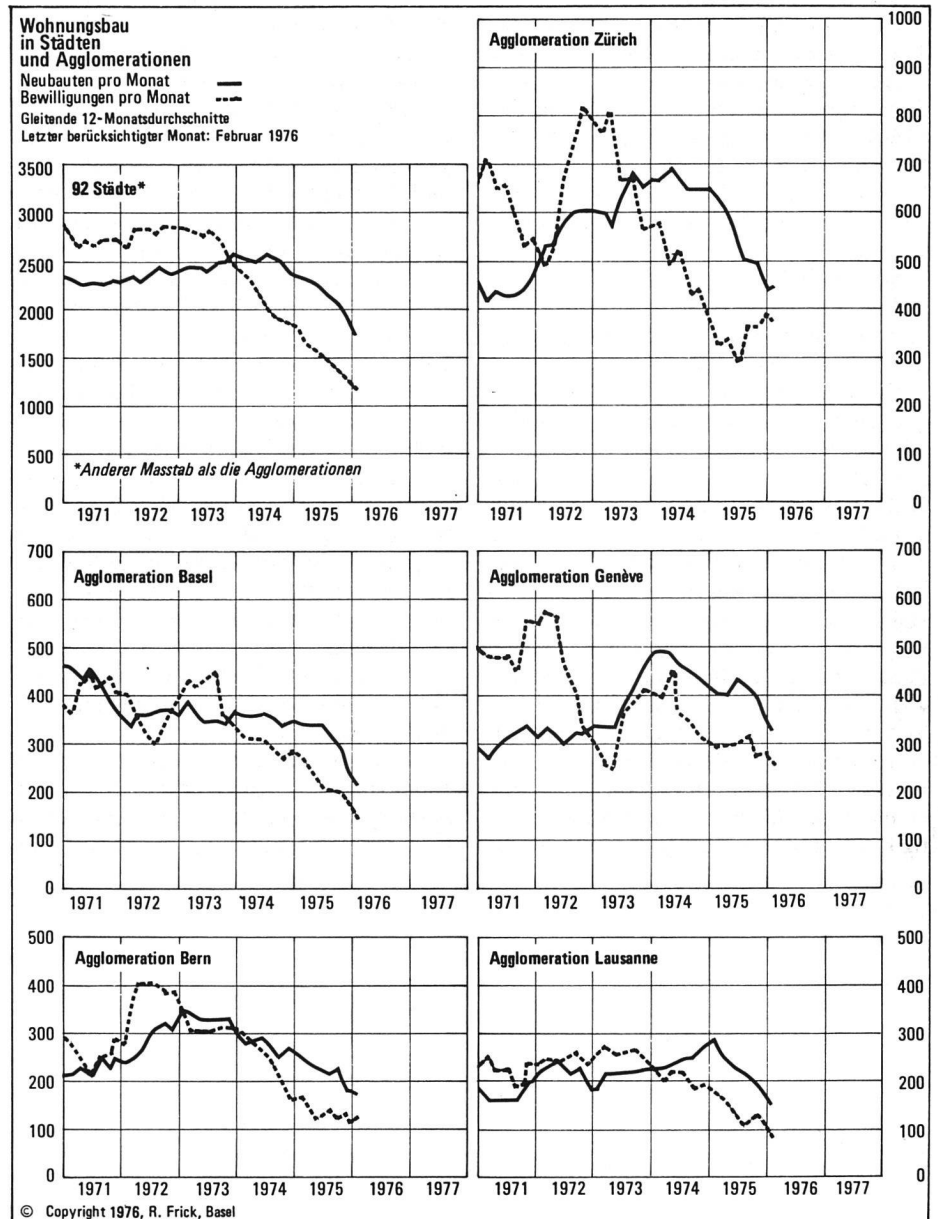 Wohnungsbau
in Städten
und Agglomerationen
Neubauten pro Monat
Bewilligungen pro Monat
Gleitende 12-Monatsdurchschnitte
Letzter berücksichtigter Monat: Februar 1976
92 Städte*
3500
3000
2500
2000
1500
1000
500
0
*Anderer Masstab als die Agglomerationen
1971 1972 1973 1974 1975 1976 1977
Agglomeration Zürich
1000
900
800
700
600
500
400
300
200
100
0
1971 1972 1973 1974 1975 1976 1977
Agglomeration Basel
700
600
500
400
300
200
100
0
1971 1972 1973 1974 1975 1976 1977
Agglomeration Genève
700
600
500
400
300
200
100
0
1971 1972 1973 1974 1975 1976 1977
Agglomeration Bern
500
400
300
200
100
0
1971 1972 1973 1974 1975 1976 1977
Agglomeration Lausanne
500
400
300
200
100
0
1971 1972 1973 1974 1975 1976 1977
© Copyright 1976, R. Frick, Basel